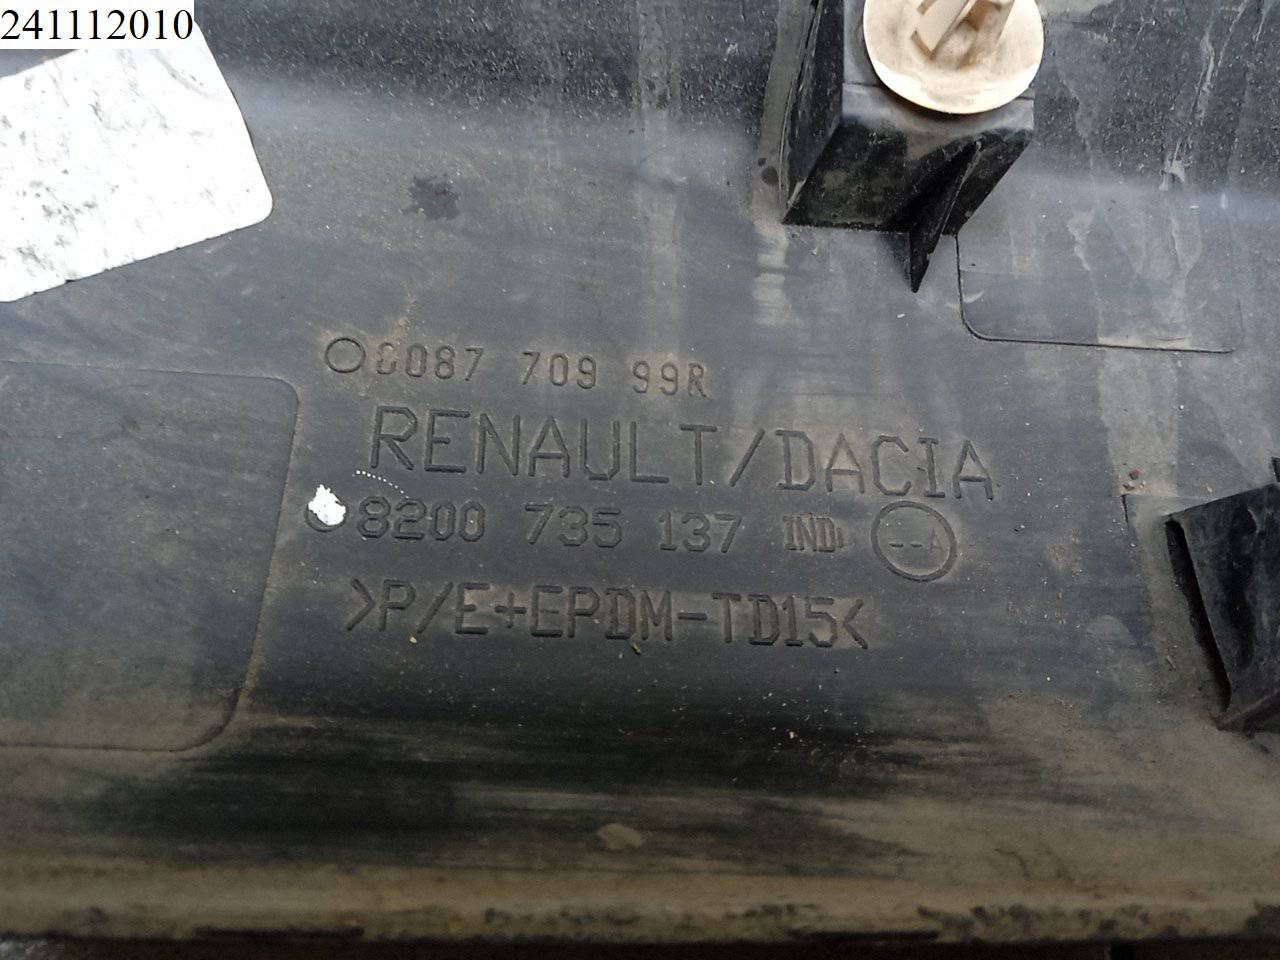 241112010
8087 709 99R
RENAULT/DACIA
8200 735 137 IND --A
>P/E+EPDM-TD15<